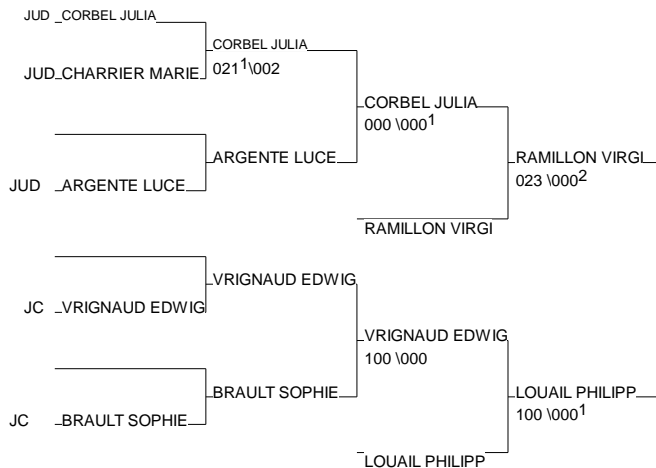 JUD CORBEL JULIA
CORBEL JULIA
JUD CHARRIER MARIE
021¹\002
CORBEL JULIA
000 \000¹
ARGENTE LUCE
RAMILLON VIRGI
JUD ARGENTE LUCE
023 \000²
RAMILLON VIRGI
VRIGNAUD EDWIG
JC VRIGNAUD EDWIG
VRIGNAUD EDWIG
100 \000
BRAULT SOPHIE
LOUAIL PHILIPP
JC BRAULT SOPHIE
100 \000¹
LOUAIL PHILIPP